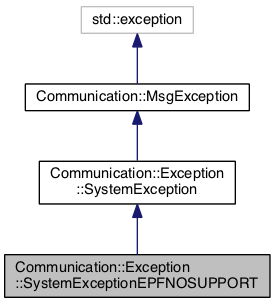 std::exception
Communication::MsgException
Communication::Exception
::SystemException
Communication::Exception
::SystemExceptionEPFNOSUPPORT